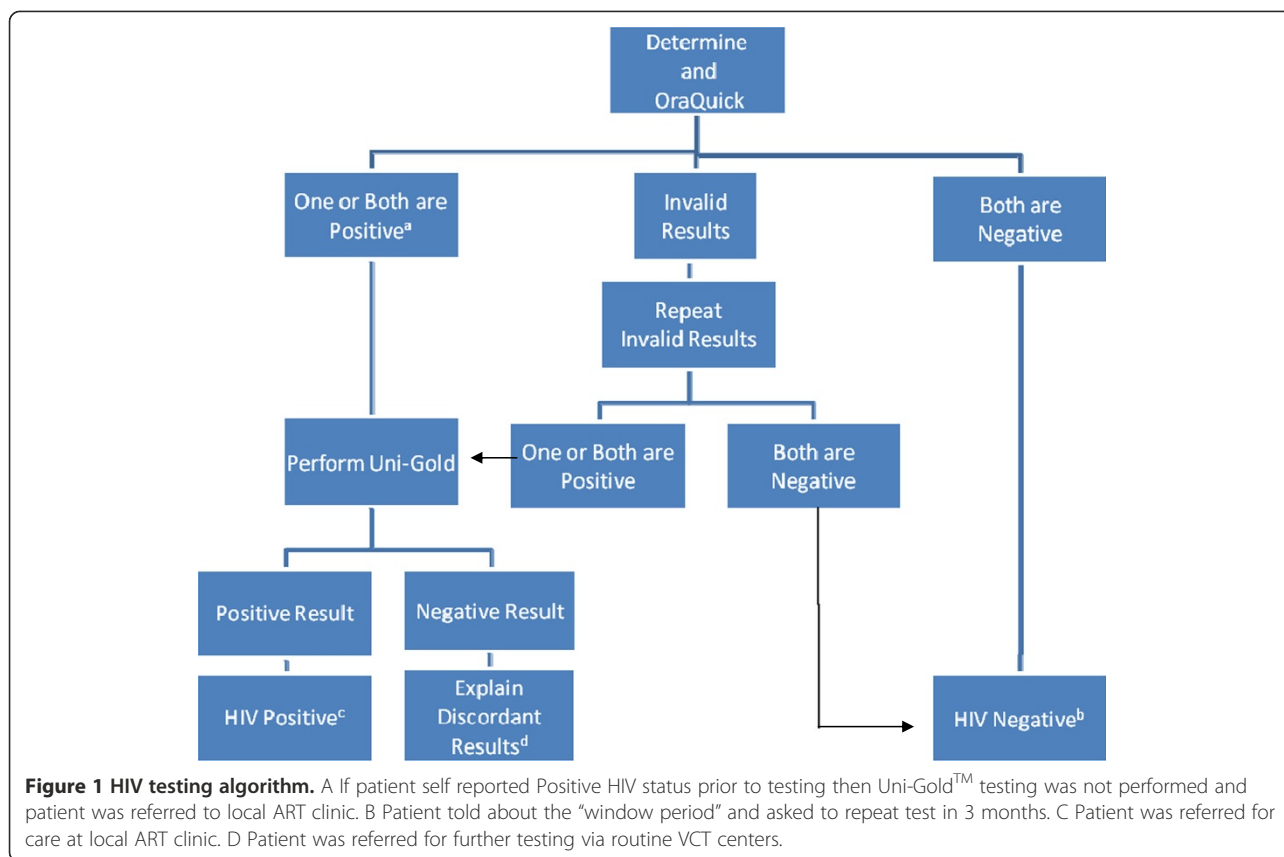 Determine
and
OraQuick
One or Both are
Positiveᵃ
Invalid
Results
Both are
Negative
Repeat
Invalid Results
Perform Uni-Gold
One or Both are
Positive
Both are
Negative
Positive Result
Negative Result
HIV Positiveᶜ
Explain
Discordant
Resultsᵈ
HIV Negativeᵇ
Figure 1 HIV testing algorithm. A If patient self reported Positive HIV status prior to testing then Uni-Gold™ testing was not performed and
patient was referred to local ART clinic. B Patient told about the “window period” and asked to repeat test in 3 months. C Patient was referred for
care at local ART clinic. D Patient was referred for further testing via routine VCT centers.